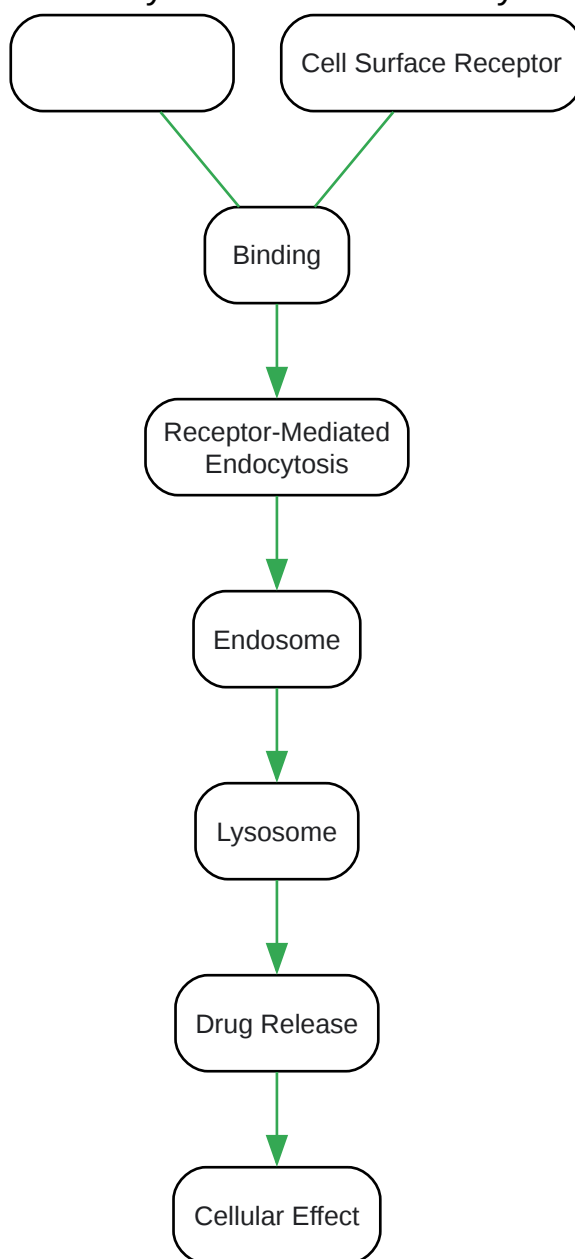 Cell Surface Receptor
Binding
Receptor-Mediated
Endocytosis
Endosome
Lysosome
Drug Release
Cellular Effect